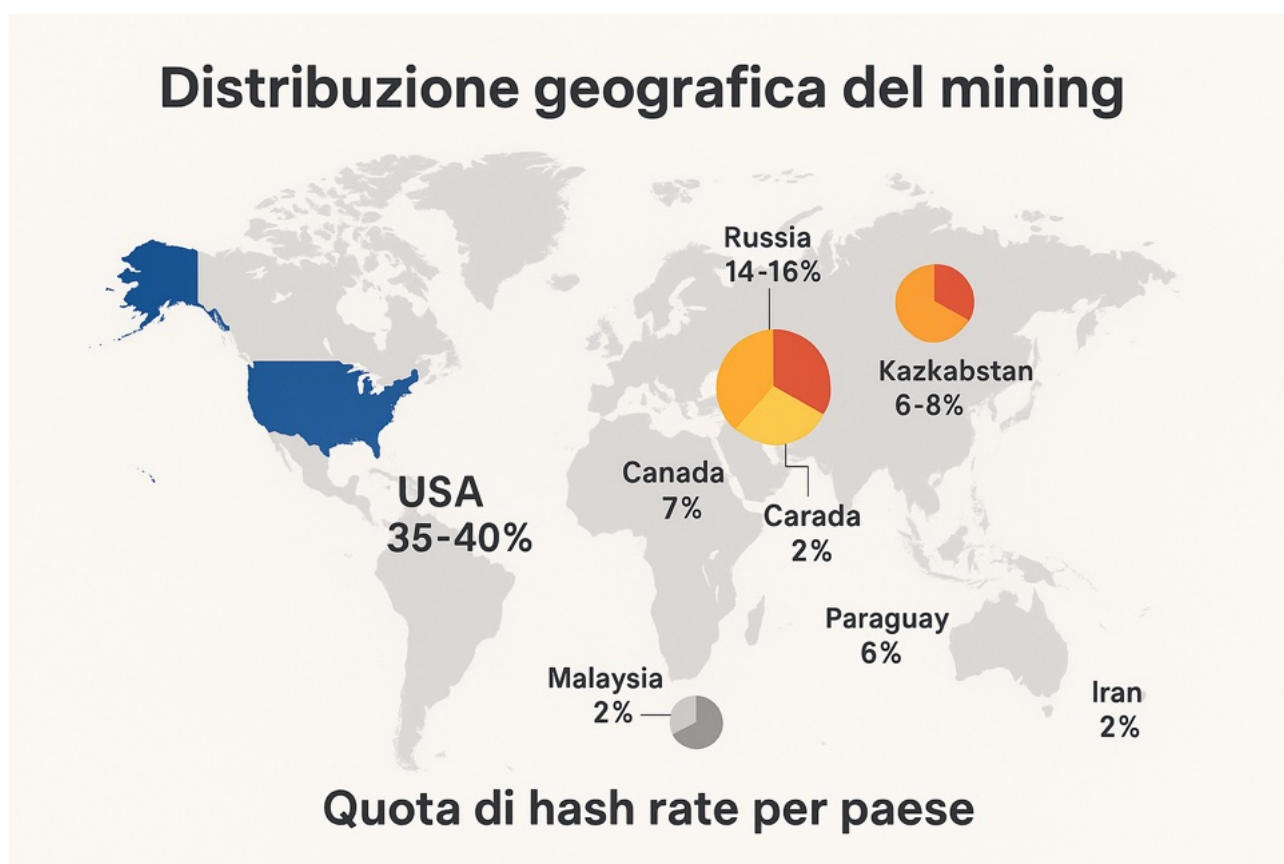 Distribuzione geografica del mining
Russia
14-16%
Kazkabstan
6-8%
USA
35-40%
Canada
7%
Carada
2%
Paraguay
6%
Malaysia
2%
Iran
2%
Quota di hash rate per paese